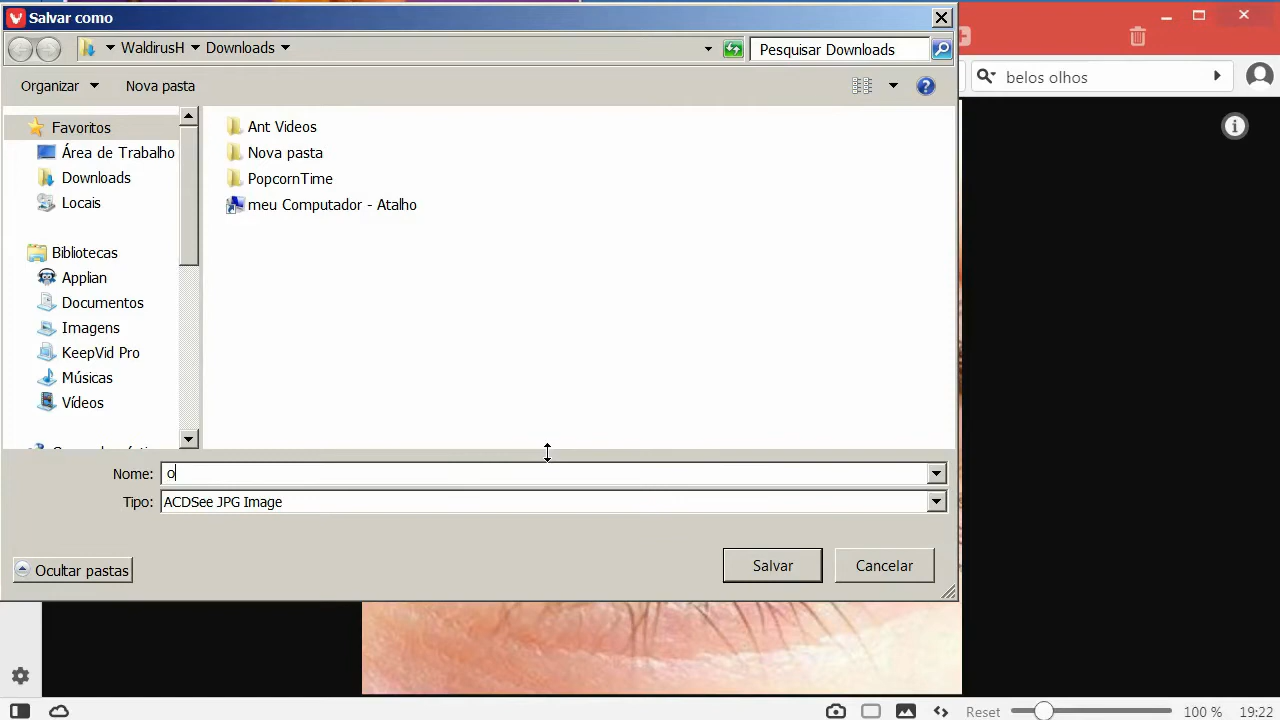 Salvar como
WaldirusH Downloads
Pesquisar Downloads
belos olhos
Organizar Nova pasta
Favoritos
Área de Trabalho
Downloads
Locais
Bibliotecas
Applian
Documentos
Imagens
KeepVid Pro
Músicas
Vídeos
Ant Videos
Nova pasta
PopcornTime
meu Computador - Atalho
Nome: o
Tipo: ACDSee JPG Image
Ocultar pastas
Salvar
Cancelar
Reset 100 % 19:22